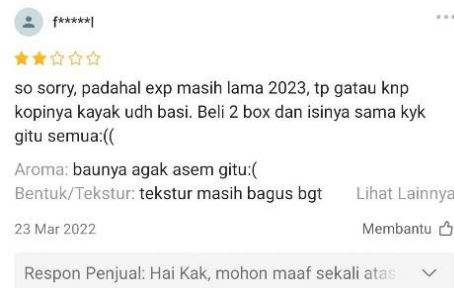 f*****l
so sorry, padahal exp masih lama 2023, tp gatau knp
kopinya kayak udh basi. Beli 2 box dan isinya sama kyk
gitu semua:((
Aroma: baunya agak asem gitu:(
Bentuk/Tekstur: tekstur masih bagus bgt Lihat Lainnya
23 Mar 2022 Membantu
Respon Penjual: Hai Kak, mohon maaf sekali atas